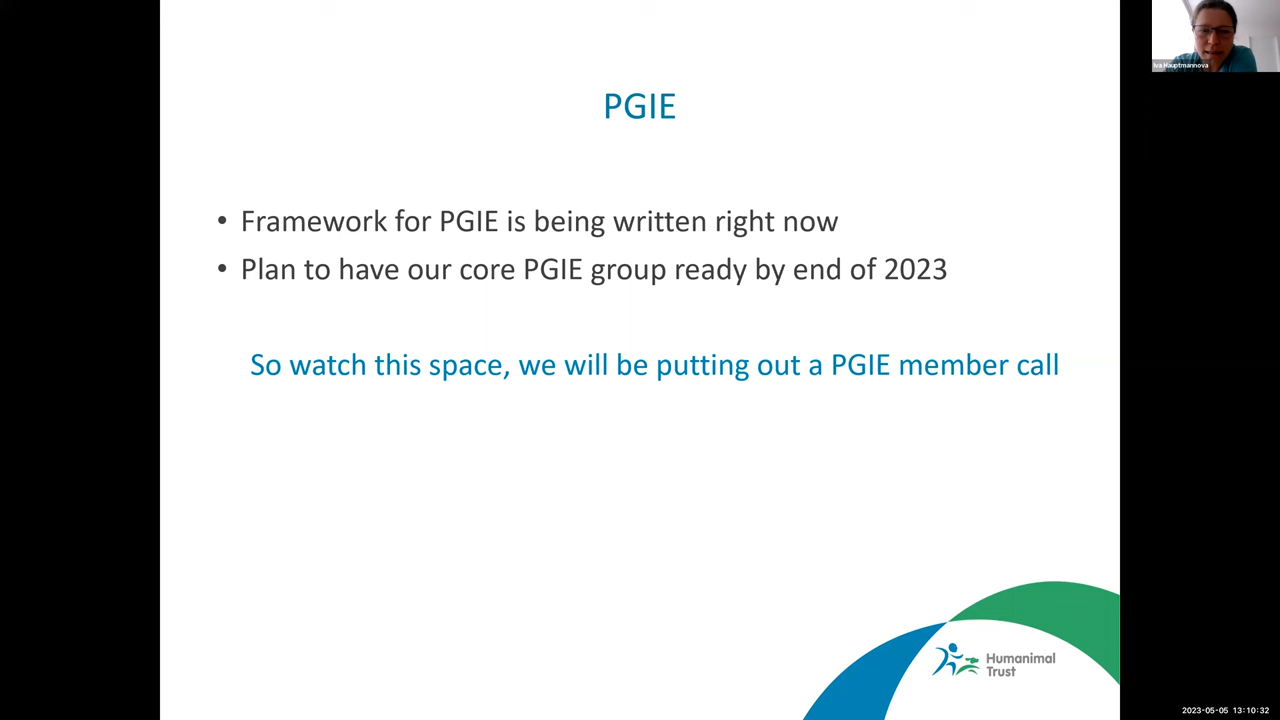 Iva Hauptmannova
PGIE
• Framework for PGIE is being written right now
• Plan to have our core PGIE group ready by end of 2023
So watch this space, we will be putting out a PGIE member call
Humanimal
Trust
2023-05-05 13:10:32